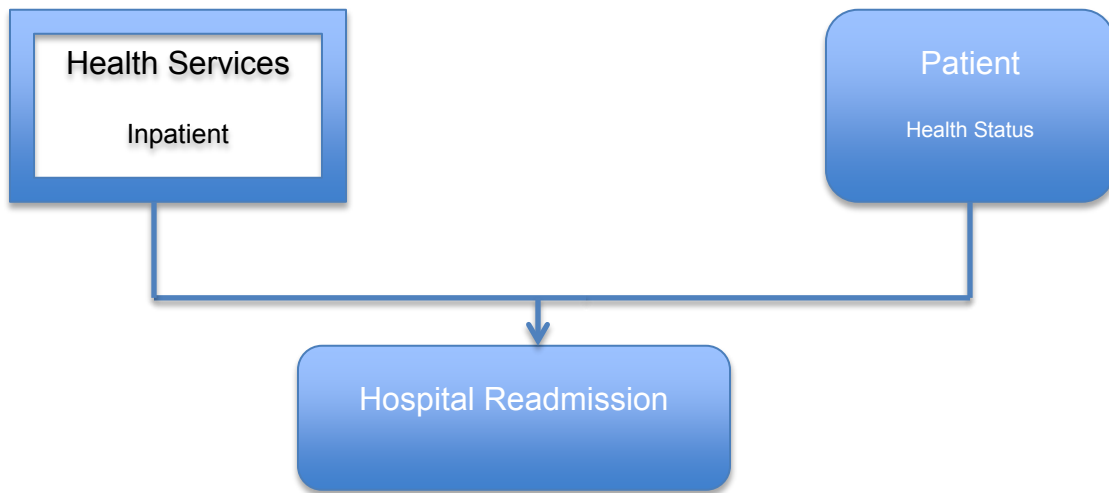 Health Services
Inpatient
Patient
Health Status
Hospital Readmission